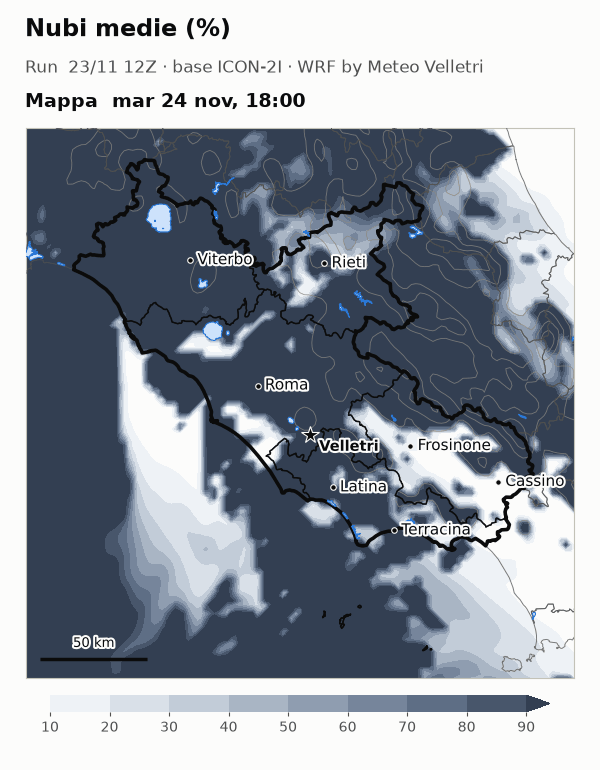 Nubi medie (%)
Run  23/11 12Z · base ICON-2I · WRF by Meteo Velletri
Mappa  mar 24 nov, 18:00
Viterbo
Rieti
Roma
Velletri
Frosinone
Cassino
Latina
Terracina
50 km
10 20 30 40 50 60 70 80 90